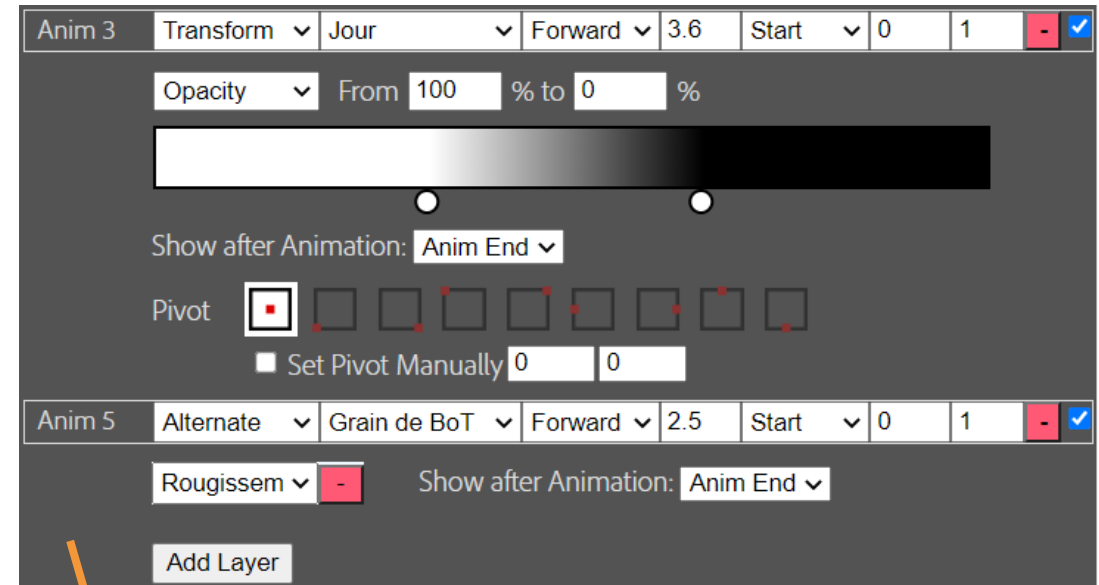 Anim 3 Transform Jour Forward 3.6 Start 0 1 -
Opacity From 100 % to 0 %
Show after Animation: Anim End
Pivot
Set Pivot Manually 0 0
Anim 5 Alternate Grain de BoT Forward 2.5 Start 0 1 -
Rougissem - Show after Animation: Anim End
Add Layer